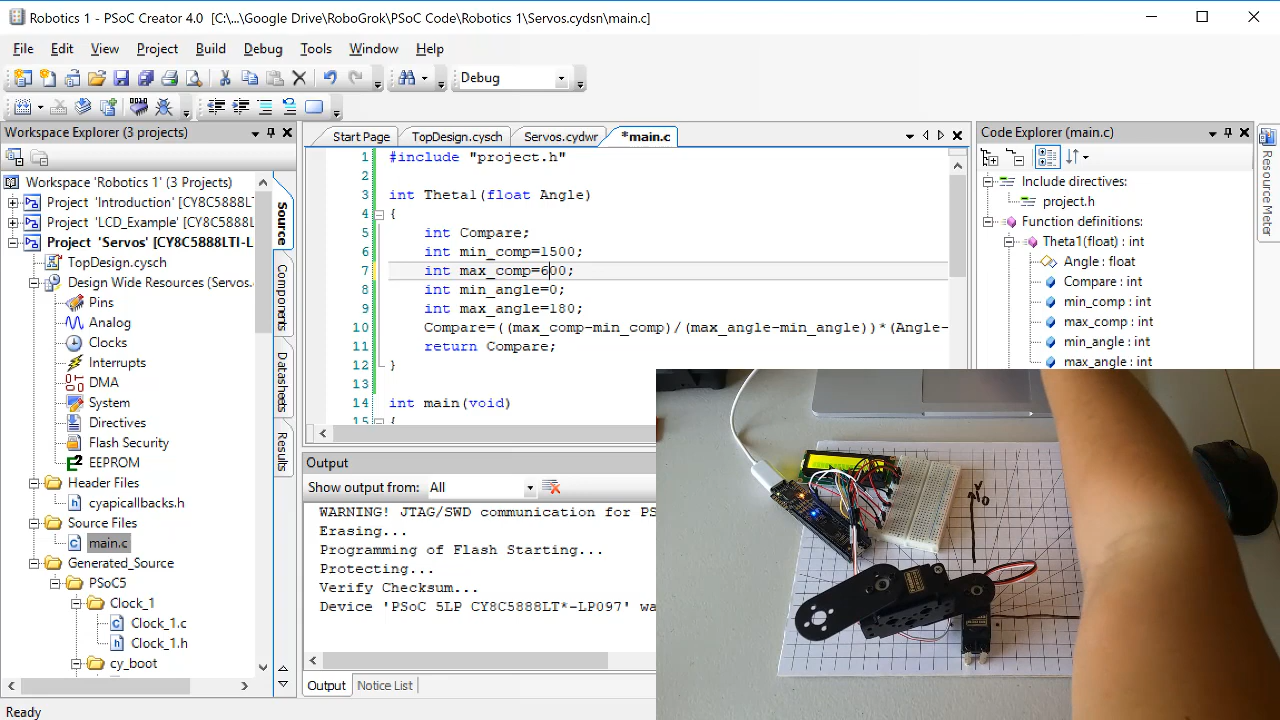 Robotics 1 - PSoC Creator 4.0 [C:\...\Google Drive\RoboGrok\PSoC Code\Robotics 1\Servos.cydsn\main.c]
File Edit View Project Build Debug Tools Window Help
Debug
Workspace Explorer (3 projects)
Workspace 'Robotics 1' (3 Projects)
Project 'Introduction' [CY8C5888L
Project 'LCD_Example' [CY8C5888L
Project 'Servos' [CY8C5888LTI-L
TopDesign.cysch
Design Wide Resources (Servos.
Pins
Analog
Clocks
Interrupts
DMA
System
Directives
Flash Security
EEPROM
Header Files
cyapicallbacks.h
Source Files
main.c
Generated_Source
PSoC5
Clock_1
Clock_1.c
Clock_1.h
cy_boot
Source
Components
Datasheets
Results
Start Page TopDesign.cysch Servos.cydwr *main.c
1 #include "project.h"
2
3 int Theta1(float Angle)
4 {
5 int Compare;
6 int min_comp=1500;
7 int max_comp=600;
8 int min_angle=0;
9 int max_angle=180;
10 Compare=((max_comp-min_comp)/(max_angle-min_angle))*(Angle-
11 return Compare;
12 }
13
14 int main(void)
15 {
Output
Show output from: All
WARNING! JTAG/SWD communication for PS
Erasing...
Programming of Flash Starting...
Protecting...
Verify Checksum...
Device 'PSoC 5LP CY8C5888LT*-LP097' wa
Output Notice List
Code Explorer (main.c)
Include directives:
project.h
Function definitions:
Theta1(float) : int
Angle : float
Compare : int
min_comp : int
max_comp : int
min_angle : int
max_angle : int
Resource Meter
Y0
Ready